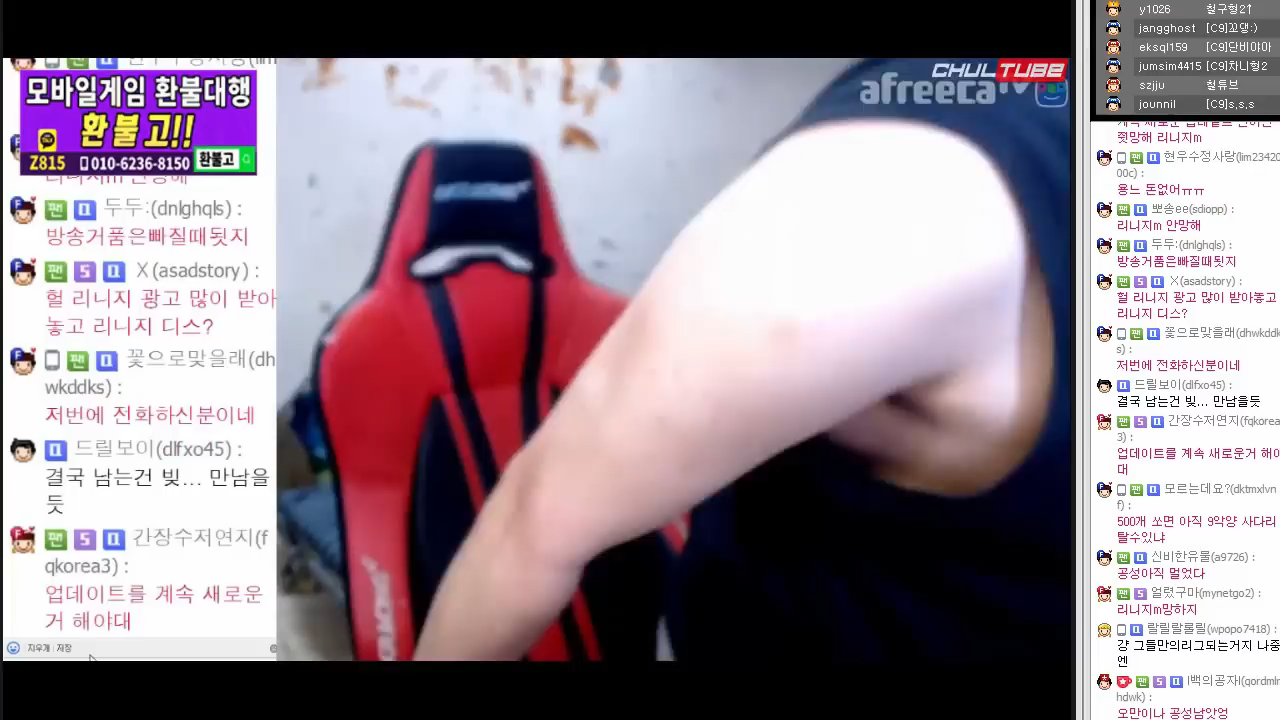 모바일게임 환불대행
환 불 고!!
Z815 010-6236-8150 환불고
두두:(dnlghqls) :
방송거품은빠질때됫지
X(asadstory) :
헐 리니지 광고 많이 받아
놓고 리니지 디스?
꽃으로맞을래(dh
wkddks) :
저번에 전화하신분이네
드릴보이(dlfxo45) :
결국 남는건 빚... 만남을
듯
간장수저연지(f
qkorea3) :
업데이트를 계속 새로운
거 해야대
지우개 | 저장
CHULTUBE
afreecaTV
y1026 철구형2↑
jangghost [C9]꼬댕:)
eksql159 [C9]단비야아
jumsim4415 [C9]차니형2
szjju 철튜브
jounnil [C9]s,s,s
쬣망해 리니지m
현우수정사랑(lim23420
00c) :
용느 돈없어ㅠㅠ
뽀송ee(sdiopp) :
리니지m 안망해
두두:(dnlghqls) :
방송거품은빠질때됫지
X(asadstory) :
헐 리니지 광고 많이 받아놓고
리니지 디스?
꽃으로맞을래(dhwkddk
s) :
저번에 전화하신분이네
드릴보이(dlfxo45) :
결국 남는건 빚... 만남을듯
간장수저연지(fqkorea
3) :
업데이트를 계속 새로운거 해야
대
모르는데요?(dktmxlvn
f) :
500개 쏘면 아직 9락양 사다리
탈수있냐
신비한유물(a9726) :
공성아직 멀었다
얼렸구마(mynetgo2) :
리니지m망하지
랄릴랄롤릴(wpopo7418) :
걍 그들만의리그되는거지 나중
엔
l백의공자l(qordmlr
hdwk) :
오만이나 공성남앗엉